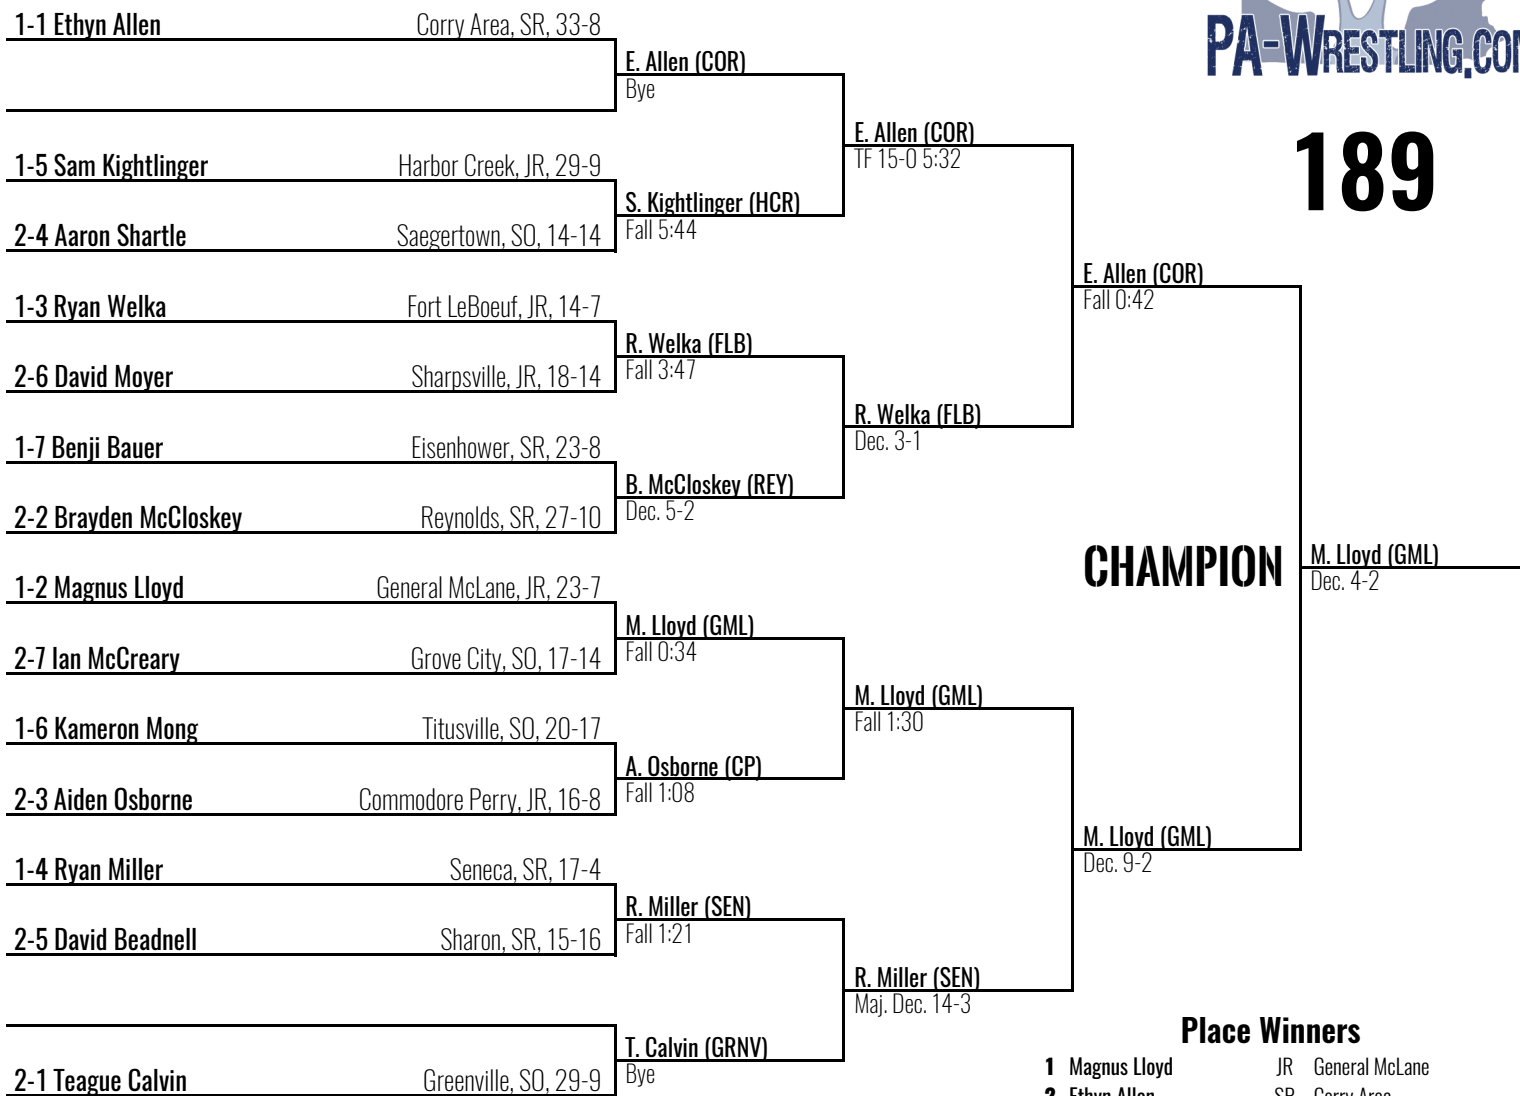 PA-WRESTLING.COM
189
1-1 Ethyn Allen Corry Area, SR, 33-8
E. Allen (COR)
Bye
E. Allen (COR)
TF 15-0 5:32
1-5 Sam Kightlinger Harbor Creek, JR, 29-9
S. Kightlinger (HCR)
Fall 5:44
2-4 Aaron Shartle Saegertown, SO, 14-14
E. Allen (COR)
Fall 0:42
1-3 Ryan Welka Fort LeBoeuf, JR, 14-7
R. Welka (FLB)
Fall 3:47
2-6 David Moyer Sharpsville, JR, 18-14
R. Welka (FLB)
Dec. 3-1
1-7 Benji Bauer Eisenhower, SR, 23-8
B. McCloskey (REY)
Dec. 5-2
2-2 Brayden McCloskey Reynolds, SR, 27-10
CHAMPION
M. Lloyd (GML)
Dec. 4-2
1-2 Magnus Lloyd General McLane, JR, 23-7
M. Lloyd (GML)
Fall 0:34
2-7 Ian McCreary Grove City, SO, 17-14
M. Lloyd (GML)
Fall 1:30
1-6 Kameron Mong Titusville, SO, 20-17
A. Osborne (CP)
Fall 1:08
2-3 Aiden Osborne Commodore Perry, JR, 16-8
M. Lloyd (GML)
Dec. 9-2
1-4 Ryan Miller Seneca, SR, 17-4
R. Miller (SEN)
Fall 1:21
2-5 David Beadnell Sharon, SR, 15-16
R. Miller (SEN)
Maj. Dec. 14-3
T. Calvin (GRNV)
Bye
2-1 Teague Calvin Greenville, SO, 29-9
Place Winners
1 Magnus Lloyd JR General McLane
2 Ethyn Allen SR Corry Area